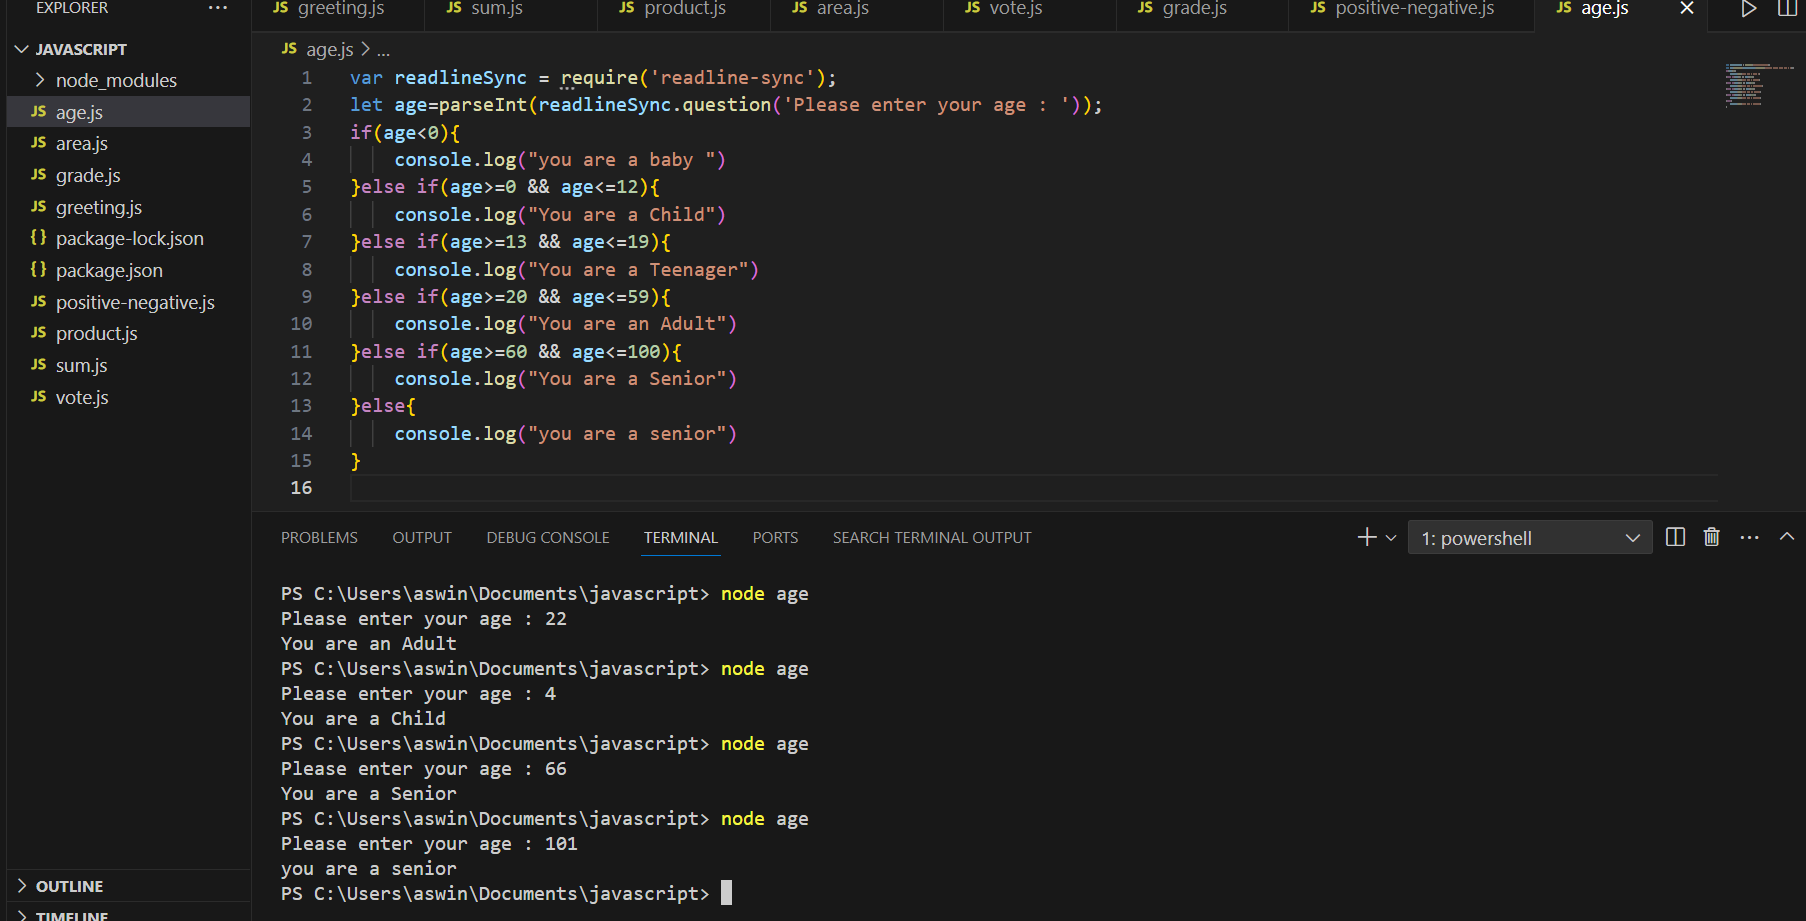 EXPLORER ...
JS greeting.js JS sum.js JS product.js JS area.js JS vote.js JS grade.js JS positive-negative.js JS age.js
JAVASCRIPT
node_modules
JS age.js
JS area.js
JS grade.js
JS greeting.js
{} package-lock.json
{} package.json
JS positive-negative.js
JS product.js
JS sum.js
JS vote.js
OUTLINE
TIMELINE
JS age.js > ...
1 var readlineSync = require('readline-sync');
2 let age=parseInt(readlineSync.question('Please enter your age : '));
3 if(age<0){
4     console.log("you are a baby ")
5 }else if(age>=0 && age<=12){
6     console.log("You are a Child")
7 }else if(age>=13 && age<=19){
8     console.log("You are a Teenager")
9 }else if(age>=20 && age<=59){
10     console.log("You are an Adult")
11 }else if(age>=60 && age<=100){
12     console.log("You are a Senior")
13 }else{
14     console.log("you are a senior")
15 }
16
PROBLEMS OUTPUT DEBUG CONSOLE TERMINAL PORTS SEARCH TERMINAL OUTPUT 1: powershell
PS C:\Users\aswin\Documents\javascript> node age
Please enter your age : 22
You are an Adult
PS C:\Users\aswin\Documents\javascript> node age
Please enter your age : 4
You are a Child
PS C:\Users\aswin\Documents\javascript> node age
Please enter your age : 66
You are a Senior
PS C:\Users\aswin\Documents\javascript> node age
Please enter your age : 101
you are a senior
PS C:\Users\aswin\Documents\javascript>